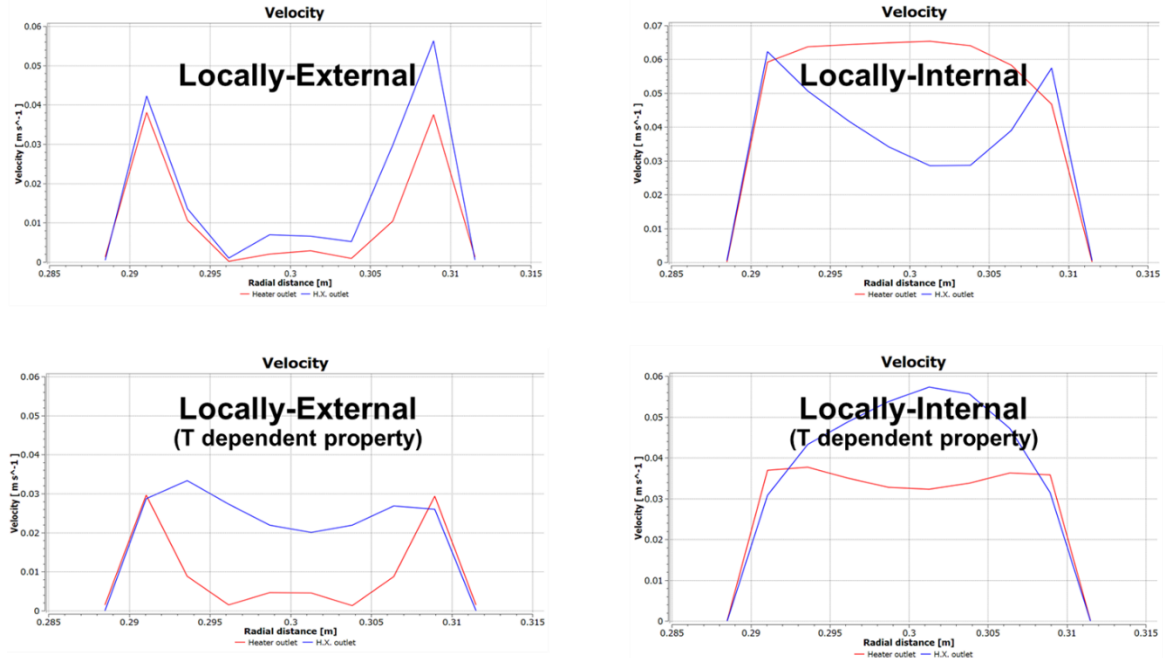 Velocity
Locally-External
Velocity [ m s^-1 ]
0.06
0.05
0.04
0.03
0.02
0.01
0
0.285 0.29 0.295 0.3 0.305 0.31 0.315
Radial distance [m]
Heater outlet H.X. outlet
Velocity
Locally-Internal
Velocity [ m s^-1 ]
0.07
0.06
0.05
0.04
0.03
0.02
0.01
0
0.285 0.29 0.295 0.3 0.305 0.31 0.315
Radial distance [m]
Heater outlet H.X. outlet
Velocity
Locally-External
(T dependent property)
Velocity [ m s^-1 ]
0.06
0.05
0.04
0.03
0.02
0.01
0
0.285 0.29 0.295 0.3 0.305 0.31 0.315
Radial distance [m]
Heater outlet H.X. outlet
Velocity
Locally-Internal
(T dependent property)
Velocity [ m s^-1 ]
0.06
0.05
0.04
0.03
0.02
0.01
0
0.285 0.29 0.295 0.3 0.305 0.31 0.315
Radial distance [m]
Heater outlet H.X. outlet